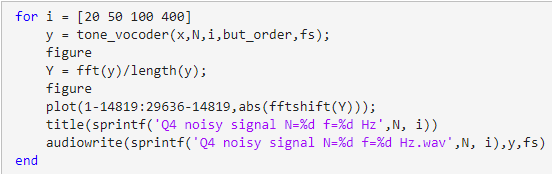 for i = [20 50 100 400]
    y = tone_vocoder(x,N,i,but_order,fs);
    figure
    Y = fft(y)/length(y);
    figure
    plot(1-14819:29636-14819,abs(fftshift(Y)));
    title(sprintf('Q4 noisy signal N=%d f=%d Hz',N, i))
    audiowrite(sprintf('Q4 noisy signal N=%d f=%d Hz.wav',N, i),y,fs)
end